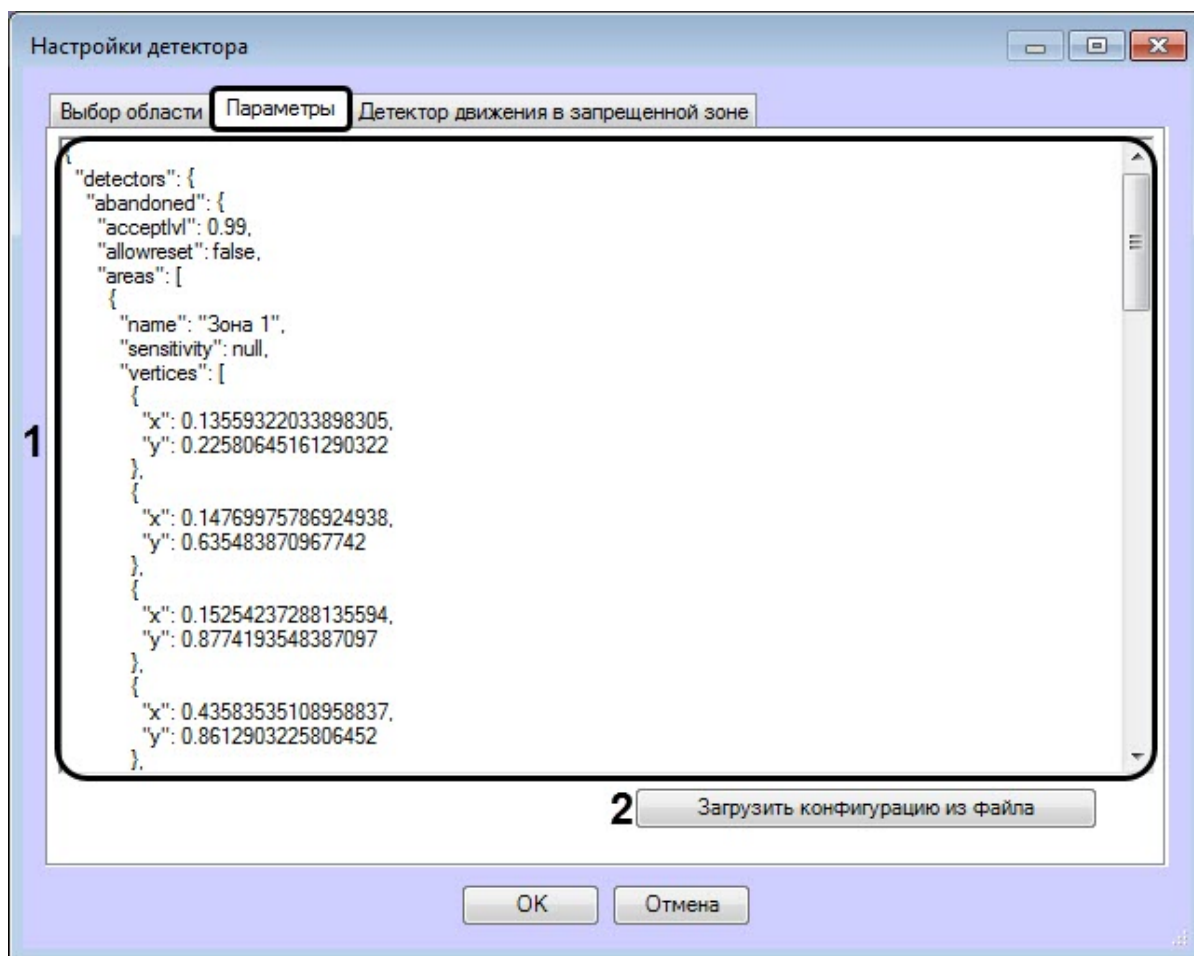 Настройки детектора
Выбор области Параметры Детектор движения в запрещенной зоне
{
"detectors": {
"abandoned": {
"acceptlvl": 0.99,
"allowreset": false,
"areas": [
{
"name": "Зона 1",
"sensitivity": null,
"vertices": [
{
"x": 0.13559322033898305,
1
"y": 0.22580645161290322
},
{
"x": 0.14769975786924938,
"y": 0.635483870967742
},
{
"x": 0.15254237288135594,
"y": 0.8774193548387097
},
{
"x": 0.43583535108958837,
"y": 0.8612903225806452
},
2 Загрузить конфигурацию из файла
OK Отмена